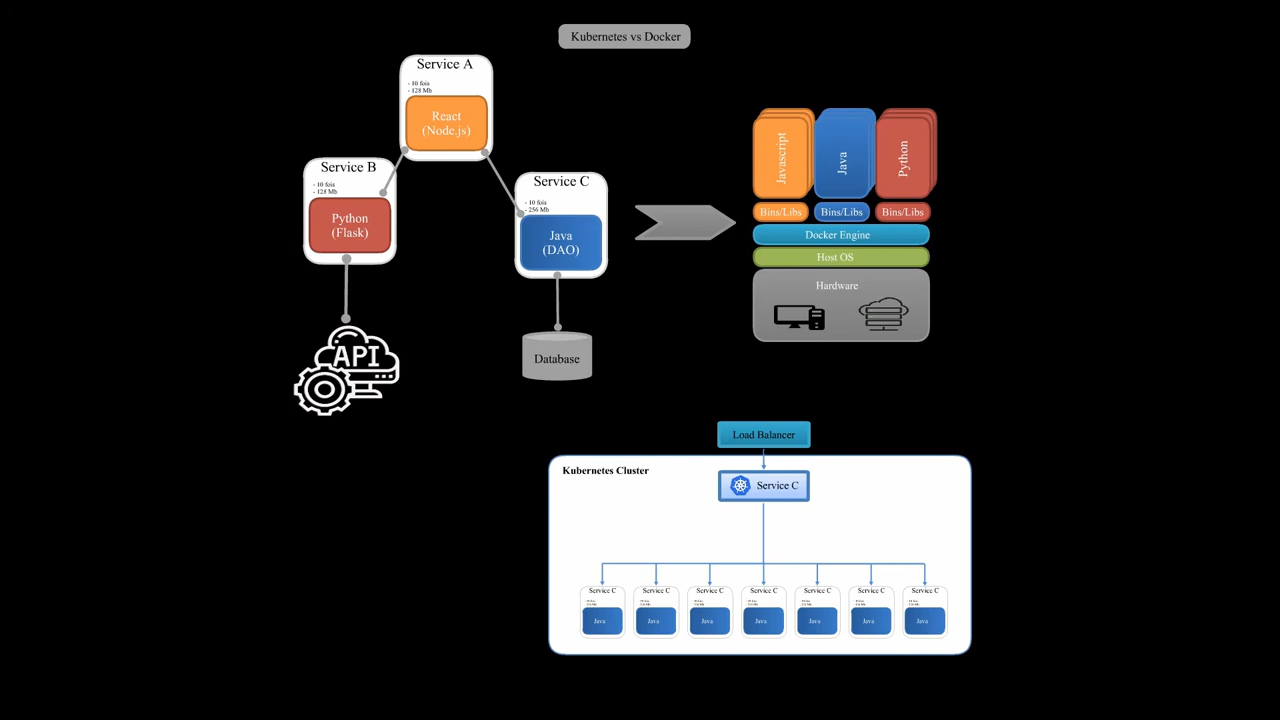 Kubernetes vs Docker
Service A
- 10 fois
- 128 Mb
React
(Node.js)
Service B
- 10 fois
- 128 Mb
Python
(Flask)
API
Service C
- 10 fois
- 256 Mb
Java
(DAO)
Database
Javascript
Java
Python
Bins/Libs
Bins/Libs
Bins/Libs
Docker Engine
Host OS
Hardware
Load Balancer
Kubernetes Cluster
Service C
Service C
Java
Service C
Java
Service C
Java
Service C
Java
Service C
Java
Service C
Java
Service C
Java